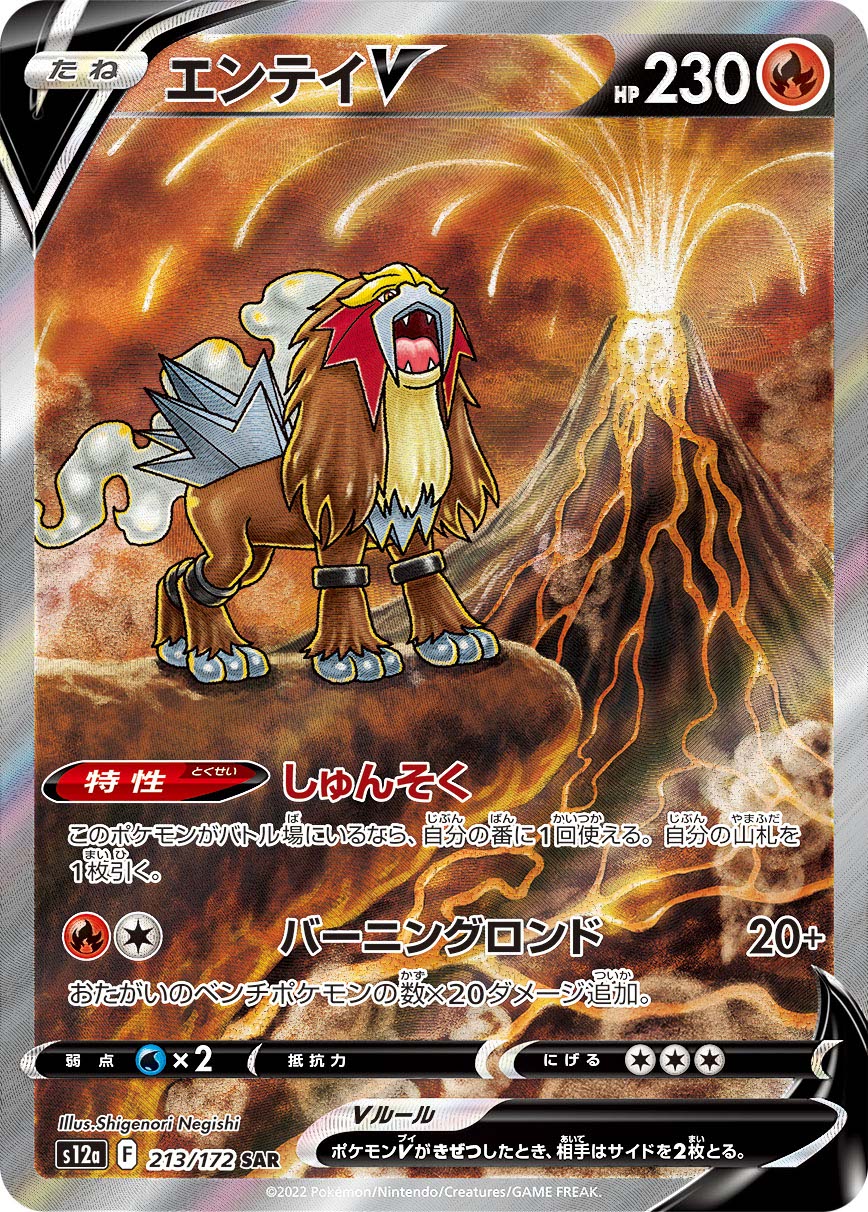 たね エンテイV HP 230
特性 とくせい しゅんそく
このポケモンがバトル場にいるなら、自分の番に1回使える。自分の山札を
1枚引く。
バーニングロンド 20+
おたがいのベンチポケモンの数×20ダメージ追加。
弱点 ×2 抵抗力 にげる
Illus.Shigenori Negishi
Vルール
ポケモンVがきぜつしたとき、相手はサイドを2枚とる。
s12a F 213/172 SAR
©2022 Pokémon/Nintendo/Creatures/GAME FREAK.